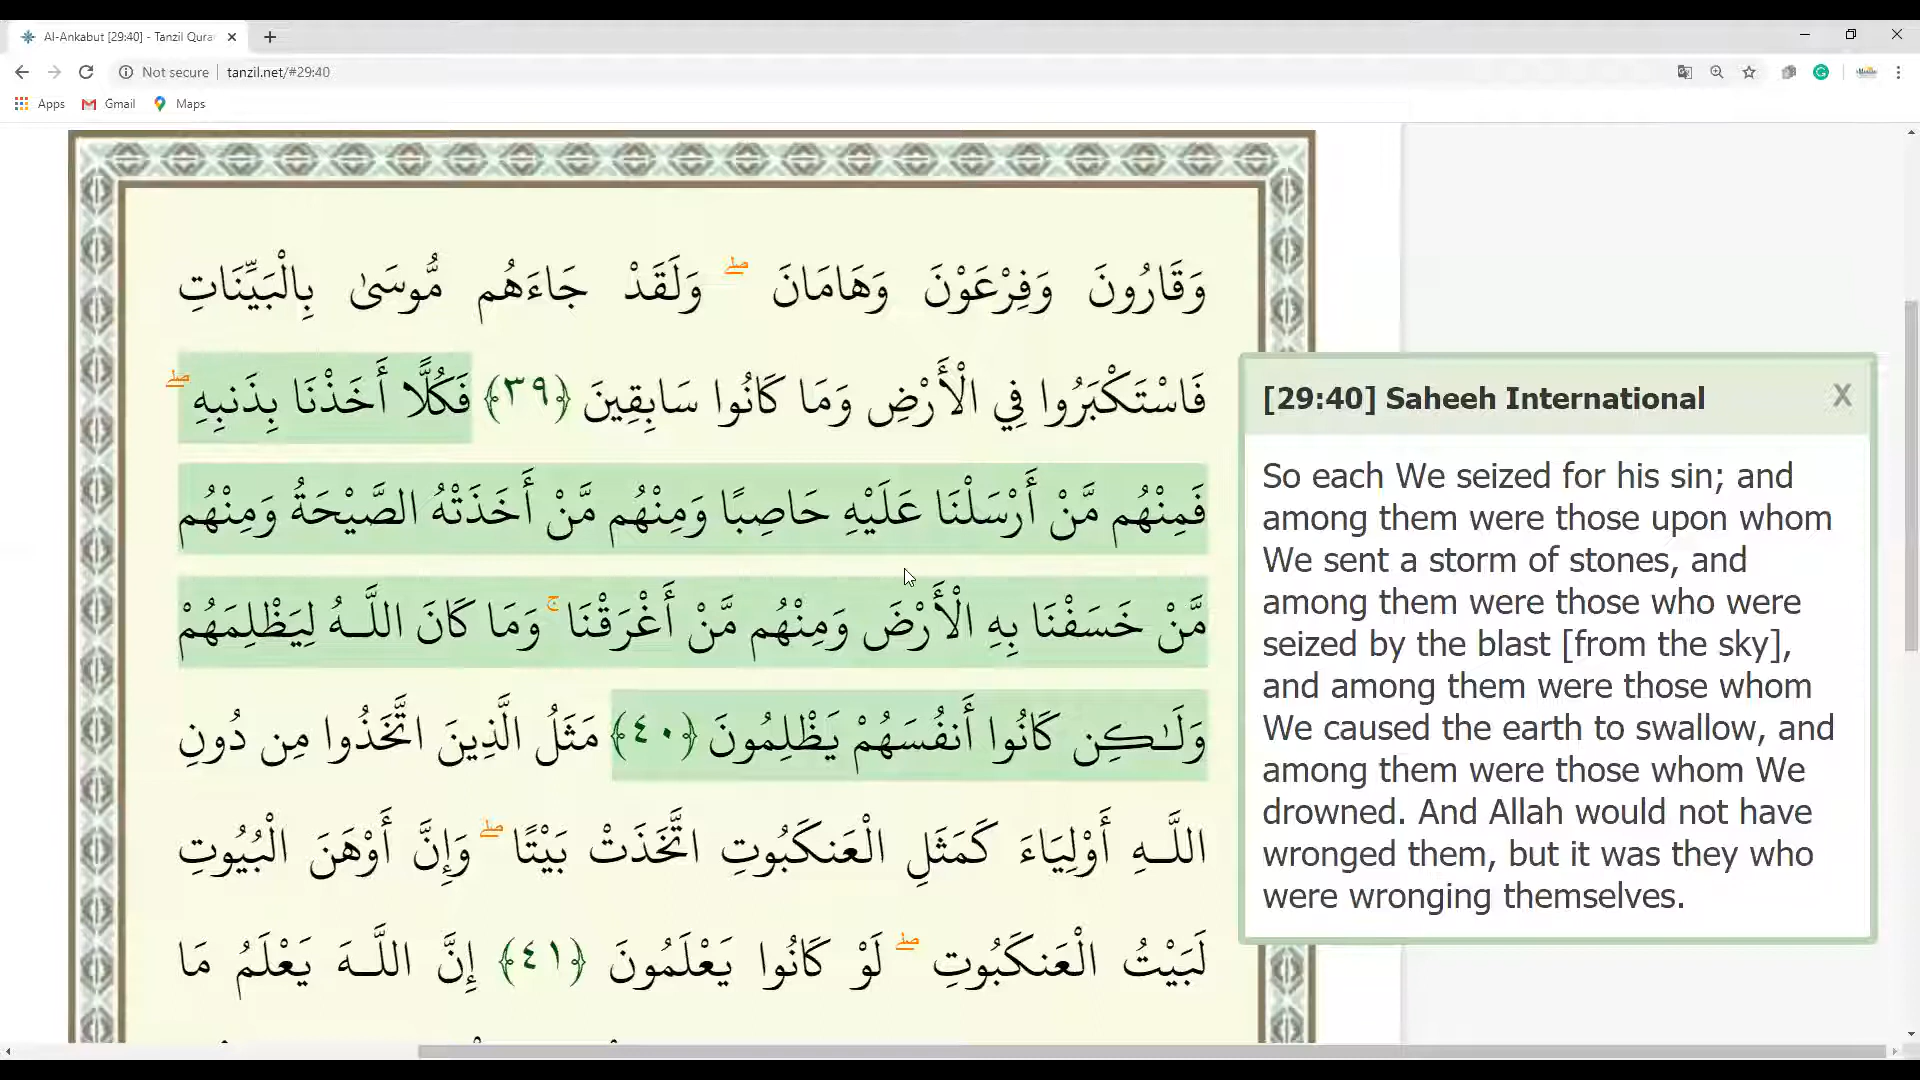 Al-Ankabut [29:40] - Tanzil Qura
Not secure
tanzil.net/#29:40
Apps Gmail Maps
وَقَارُونَ وَفِرْعَوْنَ وَهَامَانَ ۖ وَلَقَدْ جَاءَهُم مُّوسَىٰ بِالْبَيِّنَاتِ
فَاسْتَكْبَرُوا فِي الْأَرْضِ وَمَا كَانُوا سَابِقِينَ ﴿٣٩﴾ فَكُلًّا أَخَذْنَا بِذَنبِهِ ۖ
فَمِنْهُم مَّنْ أَرْسَلْنَا عَلَيْهِ حَاصِبًا وَمِنْهُم مَّنْ أَخَذَتْهُ الصَّيْحَةُ وَمِنْهُم
مَّنْ خَسَفْنَا بِهِ الْأَرْضَ وَمِنْهُم مَّنْ أَغْرَقْنَا ۚ وَمَا كَانَ اللَّـهُ لِيَظْلِمَهُمْ
وَلَـٰكِن كَانُوا أَنفُسَهُمْ يَظْلِمُونَ ﴿٤٠﴾ مَثَلُ الَّذِينَ اتَّخَذُوا مِن دُونِ
اللَّـهِ أَوْلِيَاءَ كَمَثَلِ الْعَنكَبُوتِ اتَّخَذَتْ بَيْتًا ۖ وَإِنَّ أَوْهَنَ الْبُيُوتِ
لَبَيْتُ الْعَنكَبُوتِ ۖ لَوْ كَانُوا يَعْلَمُونَ ﴿٤١﴾ إِنَّ اللَّـهَ يَعْلَمُ مَا
[29:40] Saheeh International X
So each We seized for his sin; and
among them were those upon whom
We sent a storm of stones, and
among them were those who were
seized by the blast [from the sky],
and among them were those whom
We caused the earth to swallow, and
among them were those whom We
drowned. And Allah would not have
wronged them, but it was they who
were wronging themselves.